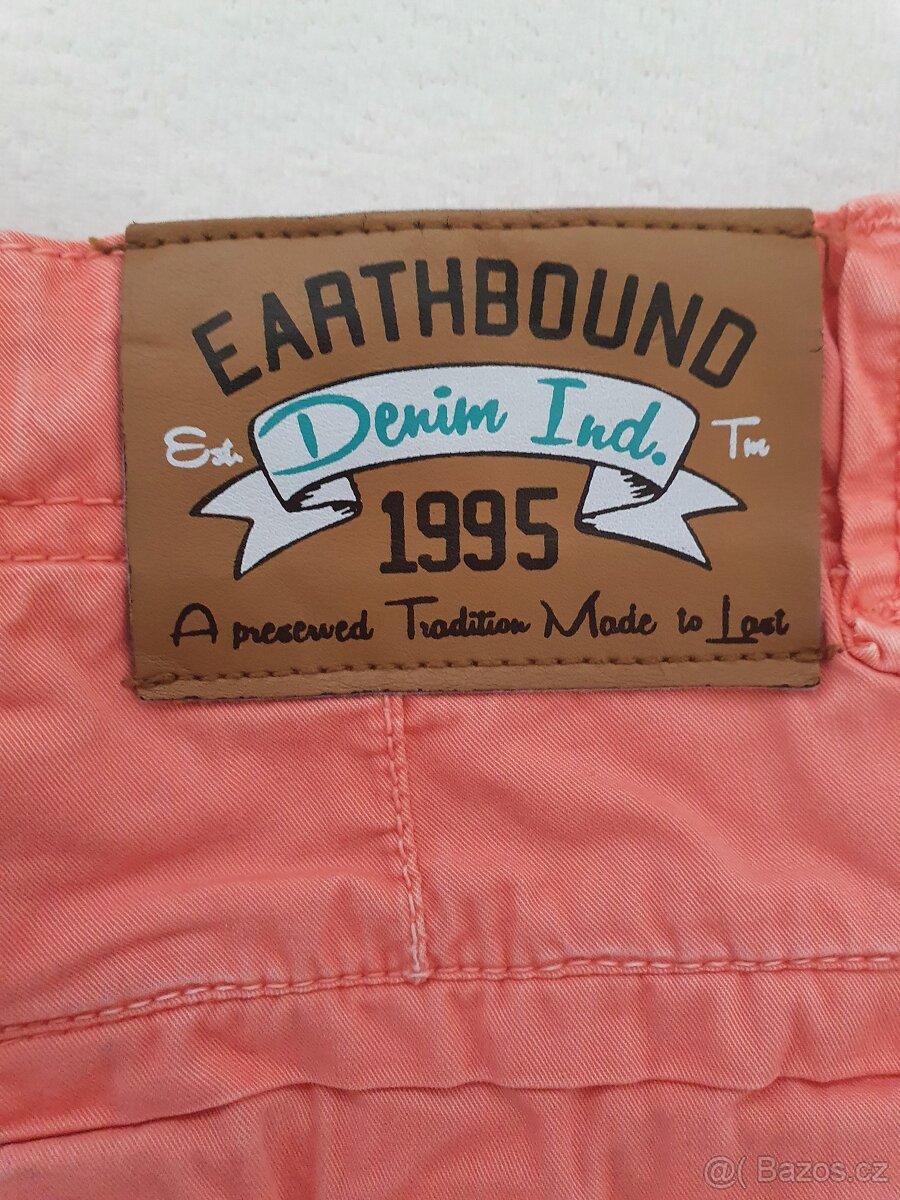 EARTHBOUND
Est. Denim Ind. Tm
1995
A preserved Tradition Made to Last
@( Bazos.cz